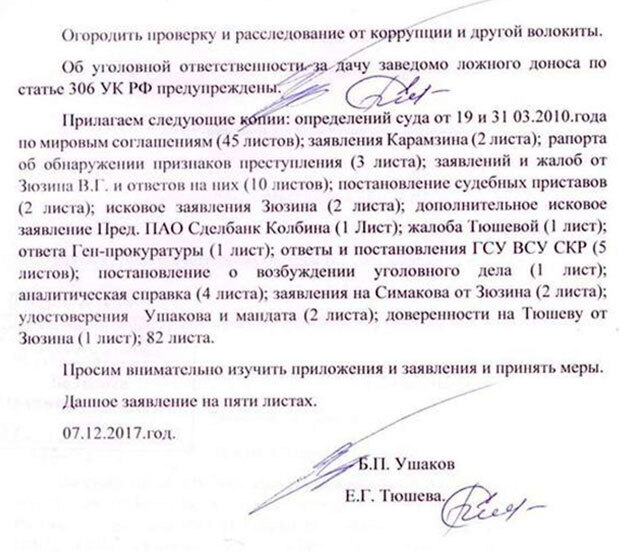 Огородить проверку и расследование от коррупции и другой волокиты.
Об уголовной ответственности за дачу заведомо ложного доноса по
статье 306 УК РФ предупреждены.
Прилагаем следующие копии: определений суда от 19 и 31 03.2010.года
по мировым соглашениям (45 листов); заявления Карамзина (2 листа); рапорта
об обнаружении признаков преступления (3 листа); заявлений и жалоб от
Зюзина В.Г. и ответов на них (10 листов); постановление судебных приставов
(2 листа); исковое заявления Зюзина (2 листа); дополнительное исковое
заявление Пред. ПАО Сделбанк Колбина (1 Лист); жалоба Тюшевой (1 лист);
ответа Ген-прокуратуры (1 лист); ответы и постановления ГСУ ВСУ СКР (5
листов); постановление о возбуждении уголовного дела (1 лист);
аналитическая справка (4 листа); заявления на Симакова от Зюзина (2 листа);
удостоверения Ушакова и мандата (2 листа); доверенности на Тюшеву от
Зюзина (1 лист); 82 листа.
Просим внимательно изучить приложения и заявления и принять меры.
Данное заявление на пяти листах.
07.12.2017.год.
Б.П. Ушаков
Е.Г. Тюшева.